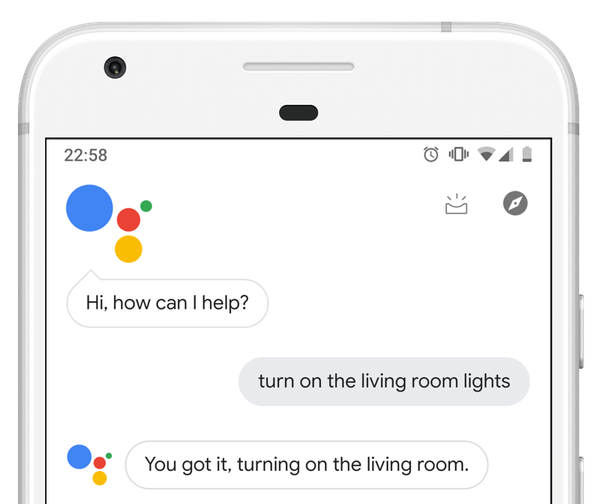 22:58
Hi, how can I help?
turn on the living room lights
You got it, turning on the living room.